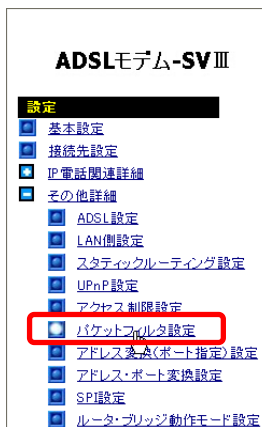 ADSLモデム-SVⅢ
設定
基本設定
接続先設定
IP電話関連詳細
その他詳細
ADSL設定
LAN側設定
スタティックルーティング設定
UPnP設定
アクセス制限設定
パケットフィルタ設定
アドレス変換(ポート指定)設定
アドレス・ポート変換設定
SPI設定
ルータ・ブリッジ動作モード設定